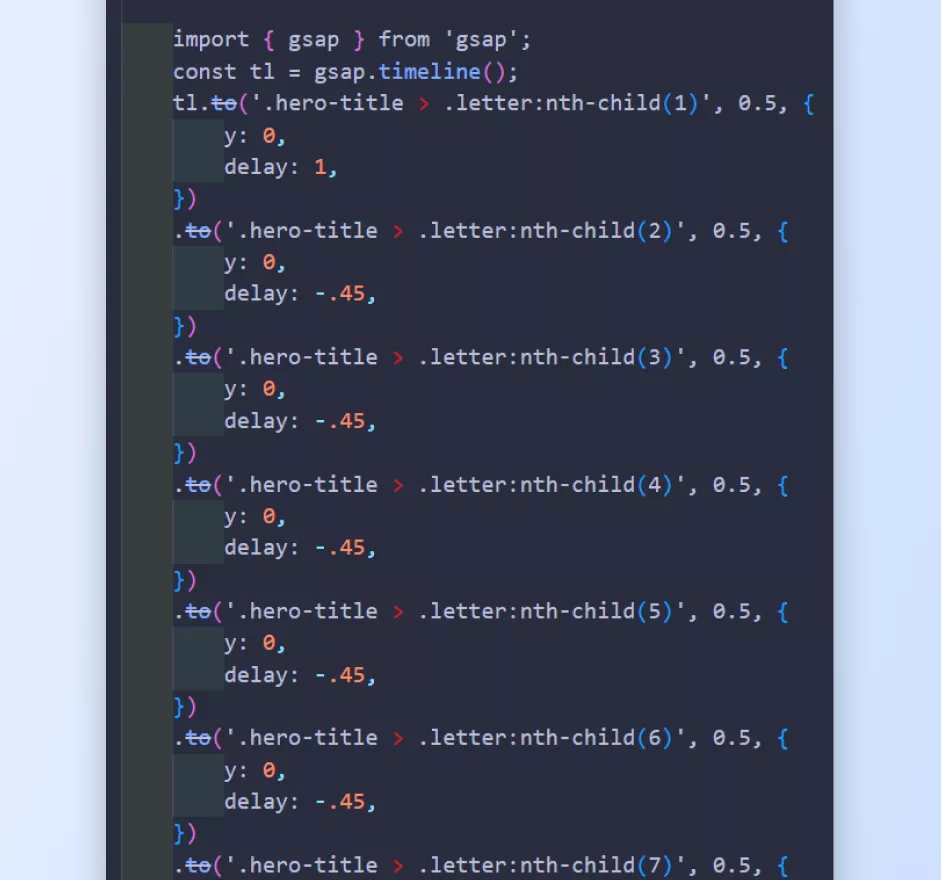 import { gsap } from 'gsap';
const tl = gsap.timeline();
tl.to('.hero-title > .letter:nth-child(1)', 0.5, {
    y: 0,
    delay: 1,
})
.to('.hero-title > .letter:nth-child(2)', 0.5, {
    y: 0,
    delay: -.45,
})
.to('.hero-title > .letter:nth-child(3)', 0.5, {
    y: 0,
    delay: -.45,
})
.to('.hero-title > .letter:nth-child(4)', 0.5, {
    y: 0,
    delay: -.45,
})
.to('.hero-title > .letter:nth-child(5)', 0.5, {
    y: 0,
    delay: -.45,
})
.to('.hero-title > .letter:nth-child(6)', 0.5, {
    y: 0,
    delay: -.45,
})
.to('.hero-title > .letter:nth-child(7)', 0.5, {